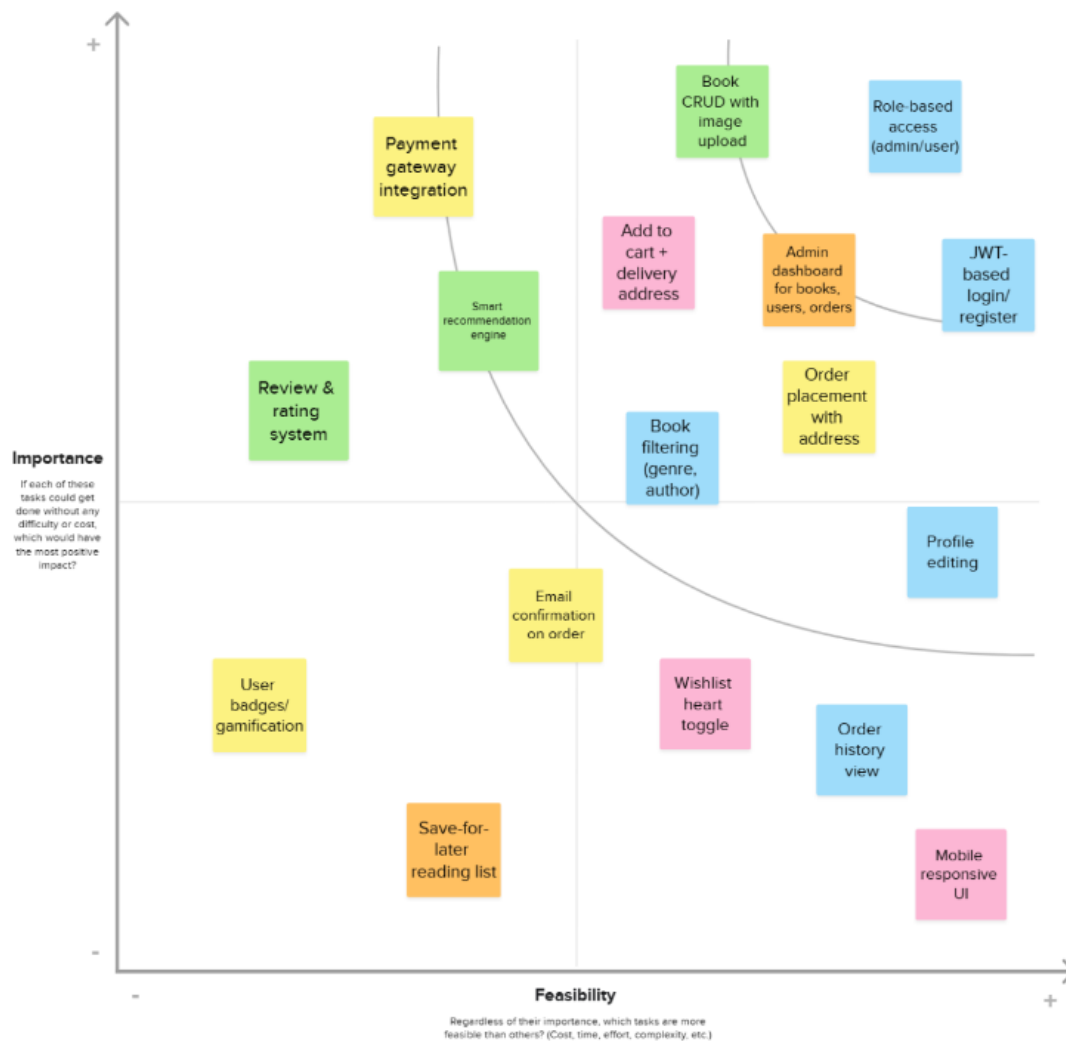 +
Book
CRUD with
image
upload
Role-based
access
(admin/user)
Payment
gateway
integration
Add to
cart +
delivery
address
Admin
dashboard
for books,
users, orders
JWT-
based
login/
register
Smart
recommendation
engine
Review &
rating
system
Order
placement
with
address
Book
filtering
(genre,
author)
Importance
If each of these
tasks could get
done without any
difficulty or cost,
which would have
the most positive
impact?
Profile
editing
Email
confirmation
on order
User
badges/
gamification
Wishlist
heart
toggle
Order
history
view
Save-for-
later
reading list
Mobile
responsive
UI
-
-
Feasibility
+
Regardless of their importance, which tasks are more
feasible than others? (Cost, time, effort, complexity, etc.)